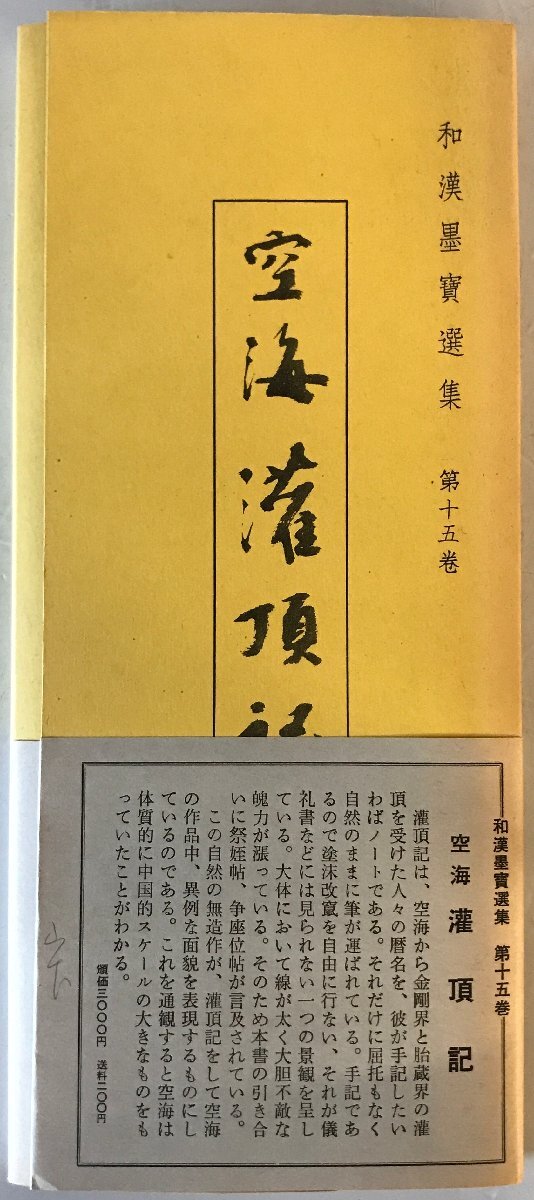 和漢墨寶選集　第十五卷
空海灌頂記
和漢墨寶選集　第十五巻
空海 灌頂記
灌頂記は、空海から金剛界と胎蔵界の灌
頂を受けた人々の暦名を、彼が手記したい
わばノートである。それだけに屈托もなく
自然のままに筆が運ばれている。手記であ
るので塗沫改竄を自由に行ない、それが儀
礼書などには見られない一つの景観を呈し
ている。大体において線が太く大胆不敵な
魄力が漲っている。そのため本書の引き合
いに祭姪帖、争座位帖が言及されている。
この自然の無造作が、灌頂記をして空海
の作品中、異例な面貌を表現するものにし
ているのである。これを通観すると空海は
体質的に中国的スケールの大きなものをも
っていたことがわかる。
頒価三〇〇〇円　送料二〇〇円